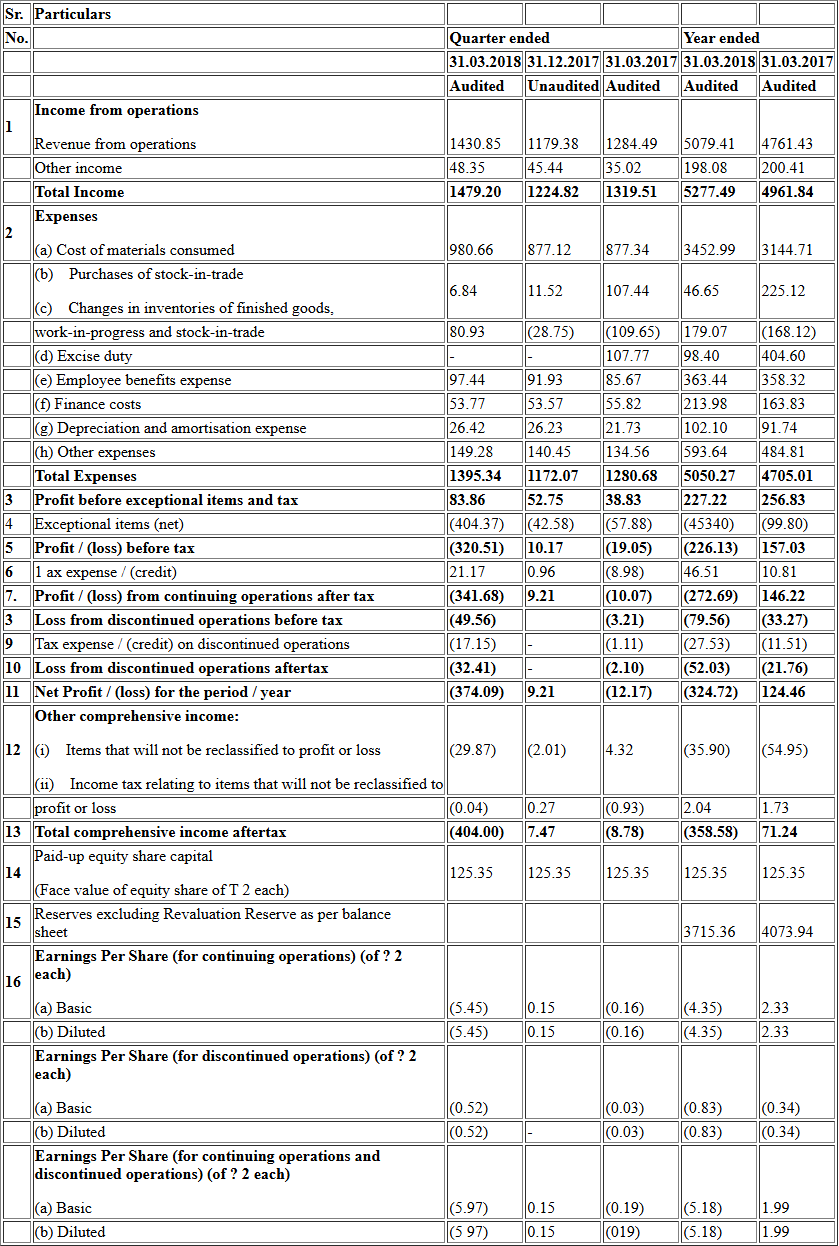 Sr. Particulars
No. Quarter ended Year ended
31.03.2018 31.12.2017 31.03.2017 31.03.2018 31.03.2017
Audited Unaudited Audited Audited Audited
Income from operations
1
Revenue from operations 1430.85 1179.38 1284.49 5079.41 4761.43
Other income 48.35 45.44 35.02 198.08 200.41
Total Income 1479.20 1224.82 1319.51 5277.49 4961.84
Expenses
2
(a) Cost of materials consumed 980.66 877.12 877.34 3452.99 3144.71
(b) Purchases of stock-in-trade
6.84 11.52 107.44 46.65 225.12
(c) Changes in inventories of finished goods,
work-in-progress and stock-in-trade 80.93 (28.75) (109.65) 179.07 (168.12)
(d) Excise duty - - 107.77 98.40 404.60
(e) Employee benefits expense 97.44 91.93 85.67 363.44 358.32
(f) Finance costs 53.77 53.57 55.82 213.98 163.83
(g) Depreciation and amortisation expense 26.42 26.23 21.73 102.10 91.74
(h) Other expenses 149.28 140.45 134.56 593.64 484.81
Total Expenses 1395.34 1172.07 1280.68 5050.27 4705.01
3 Profit before exceptional items and tax 83.86 52.75 38.83 227.22 256.83
4 Exceptional items (net) (404.37) (42.58) (57.88) (45340) (99.80)
5 Profit / (loss) before tax (320.51) 10.17 (19.05) (226.13) 157.03
6 1 ax expense / (credit) 21.17 0.96 (8.98) 46.51 10.81
7. Profit / (loss) from continuing operations after tax (341.68) 9.21 (10.07) (272.69) 146.22
3 Loss from discontinued operations before tax (49.56) (3.21) (79.56) (33.27)
9 Tax expense / (credit) on discontinued operations (17.15) - (1.11) (27.53) (11.51)
10 Loss from discontinued operations aftertax (32.41) - (2.10) (52.03) (21.76)
11 Net Profit / (loss) for the period / year (374.09) 9.21 (12.17) (324.72) 124.46
Other comprehensive income:
12 (i) Items that will not be reclassified to profit or loss (29.87) (2.01) 4.32 (35.90) (54.95)
(ii) Income tax relating to items that will not be reclassified to
profit or loss (0.04) 0.27 (0.93) 2.04 1.73
13 Total comprehensive income aftertax (404.00) 7.47 (8.78) (358.58) 71.24
Paid-up equity share capital
14 125.35 125.35 125.35 125.35 125.35
(Face value of equity share of T 2 each)
Reserves excluding Revaluation Reserve as per balance
15
sheet 3715.36 4073.94
Earnings Per Share (for continuing operations) (of ? 2
each)
16
(a) Basic (5.45) 0.15 (0.16) (4.35) 2.33
(b) Diluted (5.45) 0.15 (0.16) (4.35) 2.33
Earnings Per Share (for discontinued operations) (of ? 2
each)
(a) Basic (0.52) (0.03) (0.83) (0.34)
(b) Diluted (0.52) - (0.03) (0.83) (0.34)
Earnings Per Share (for continuing operations and
discontinued operations) (of ? 2 each)
(a) Basic (5.97) 0.15 (0.19) (5.18) 1.99
(b) Diluted (5 97) 0.15 (019) (5.18) 1.99